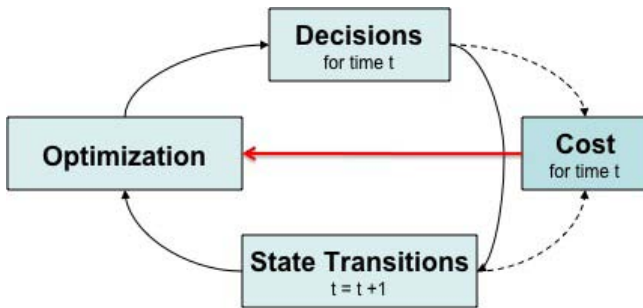 Decisions
for time t
Optimization
Cost
for time t
State Transitions
t = t +1